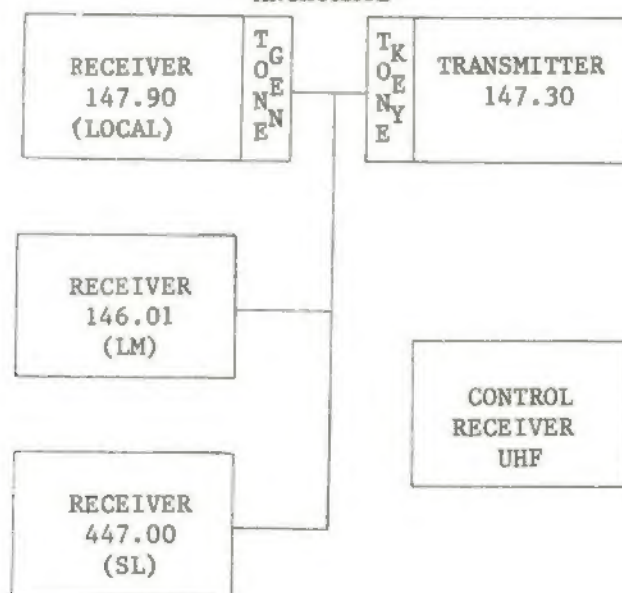 RECEIVER
147.90
(LOCAL)
TONE
GEN
TONE
KEY
TRANSMITTER
147.30
RECEIVER
146.01
(LM)
CONTROL
RECEIVER
UHF
RECEIVER
447.00
(SL)